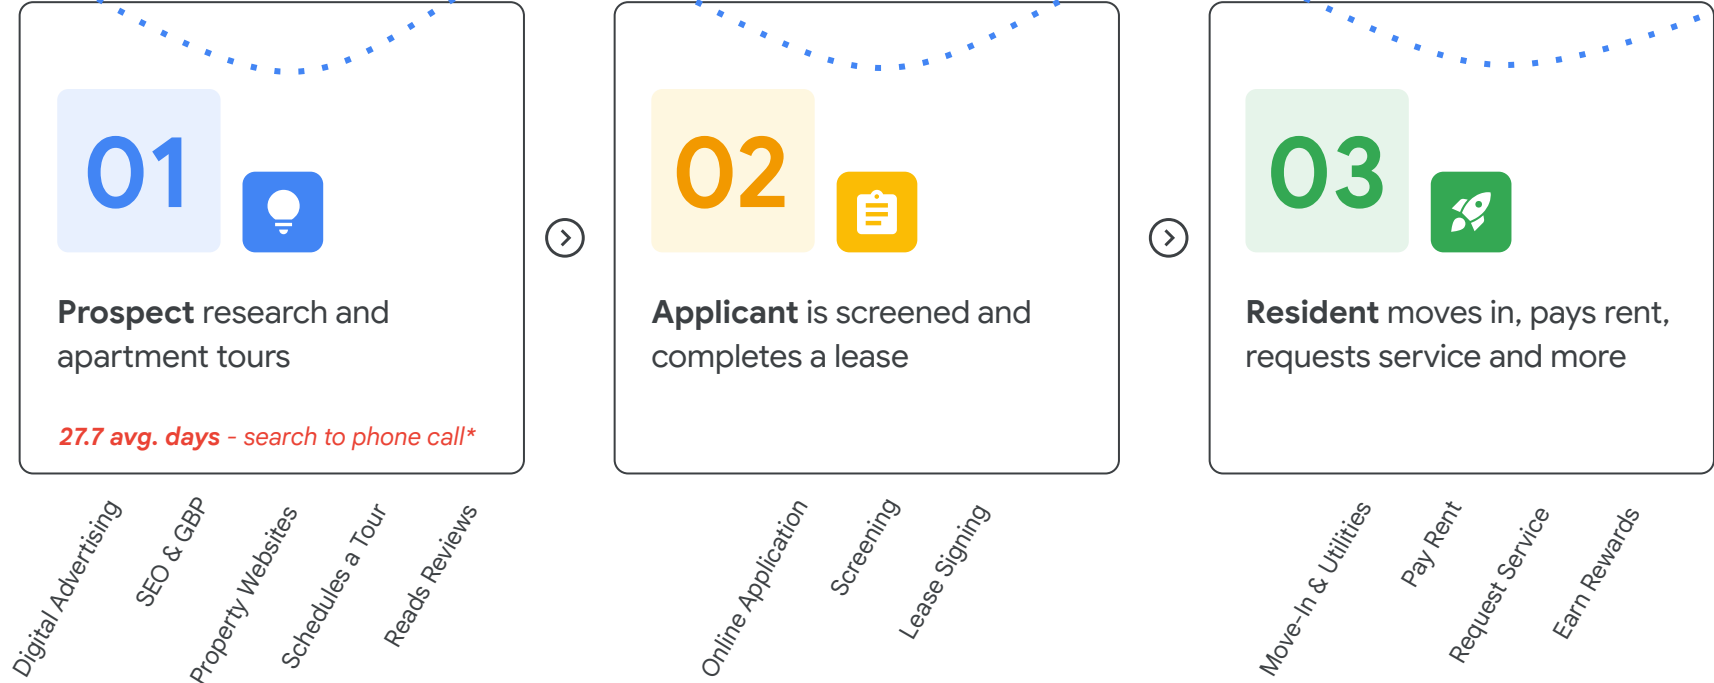 01
Prospect research and
apartment tours
27.7 avg. days - search to phone call*
02
Applicant is screened and
completes a lease
03
Resident moves in, pays rent,
requests service and more
Digital Advertising
SEO & GBP
Property Websites
Schedules a Tour
Reads Reviews
Online Application
Screening
Lease Signing
Move-In & Utilities
Pay Rent
Request Service
Earn Rewards